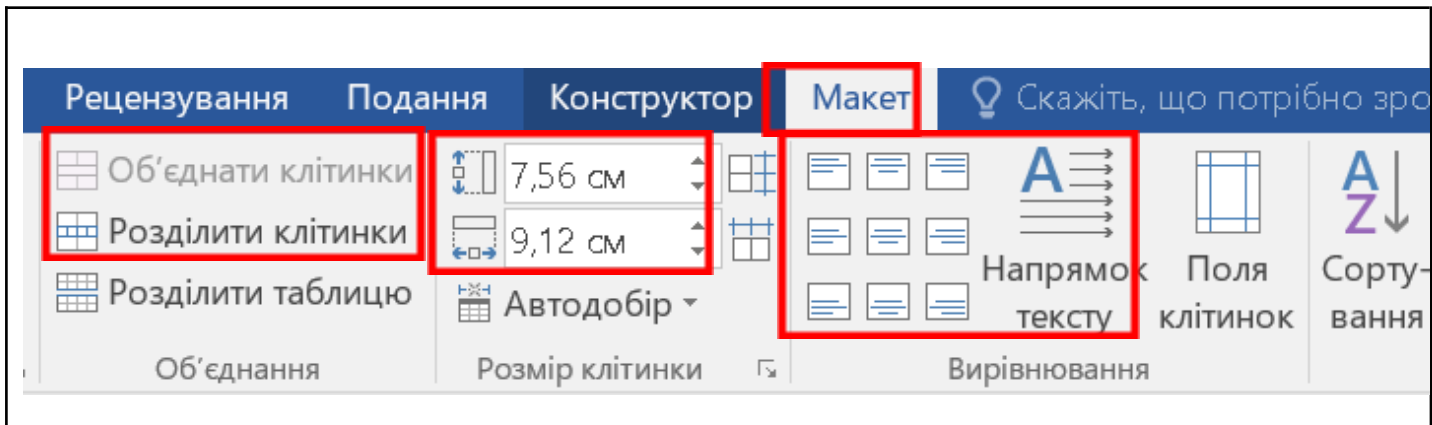 Рецензування Подання Конструктор Макет Скажіть, що потрібно зро
Об’єднати клітинки
Розділити клітинки
Розділити таблицю
7,56 см
9,12 см
Автодобір
Напрямок тексту
Поля клітинок
Сорту-
вання
Об’єднання Розмір клітинки Вирівнювання